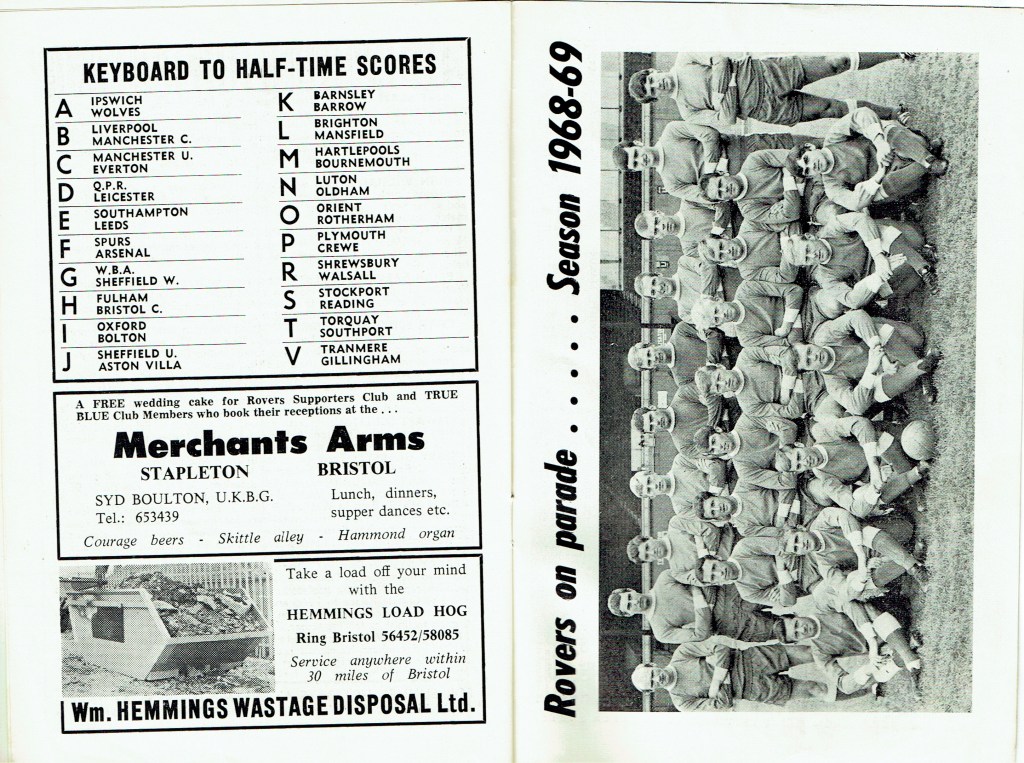 KEYBOARD TO HALF-TIME SCORES
A IPSWICH
WOLVES
B LIVERPOOL
MANCHESTER C.
C MANCHESTER U.
EVERTON
D Q.P.R.
LEICESTER
E SOUTHAMPTON
LEEDS
F SPURS
ARSENAL
G W.B.A.
SHEFFIELD W.
H FULHAM
BRISTOL C.
I OXFORD
BOLTON
J SHEFFIELD U.
ASTON VILLA
K BARNSLEY
BARROW
L BRIGHTON
MANSFIELD
M HARTLEPOOLS
BOURNEMOUTH
N LUTON
OLDHAM
O ORIENT
ROTHERHAM
P PLYMOUTH
CREWE
R SHREWSBURY
WALSALL
S STOCKPORT
READING
T TORQUAY
SOUTHPORT
V TRANMERE
GILLINGHAM
A FREE wedding cake for Rovers Supporters Club and TRUE
BLUE Club Members who book their receptions at the . . .
Merchants Arms
STAPLETON BRISTOL
SYD BOULTON, U.K.B.G.
Tel.: 653439
Lunch, dinners,
supper dances etc.
Courage beers - Skittle alley - Hammond organ
Take a load off your mind
with the
HEMMINGS LOAD HOG
Ring Bristol 56452/58085
Service anywhere within
30 miles of Bristol
Wm. HEMMINGS WASTAGE DISPOSAL Ltd.
Rovers on parade . . . . . . Season 1968-69